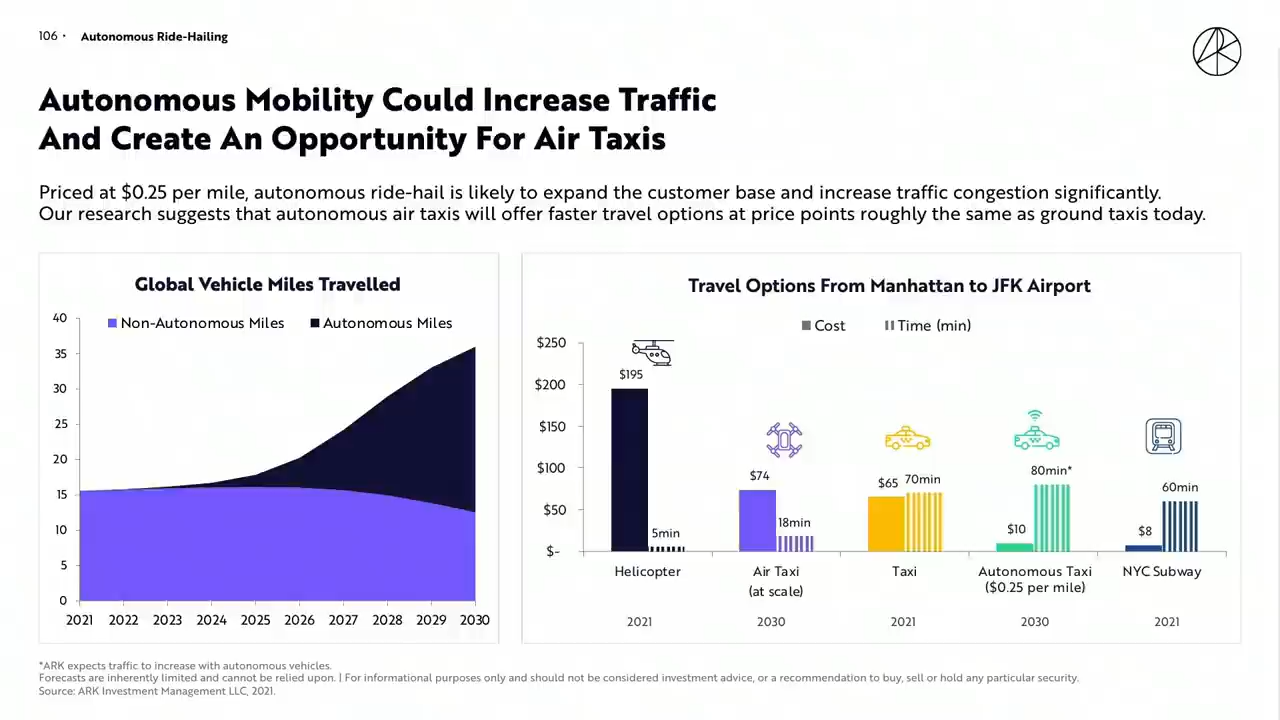 106 • Autonomous Ride-Hailing
Autonomous Mobility Could Increase Traffic
And Create An Opportunity For Air Taxis
Priced at $0.25 per mile, autonomous ride-hail is likely to expand the customer base and increase traffic congestion significantly.
Our research suggests that autonomous air taxis will offer faster travel options at price points roughly the same as ground taxis today.
Global Vehicle Miles Travelled
Non-Autonomous Miles Autonomous Miles
40
35
30
25
20
15
10
5
0
2021 2022 2023 2024 2025 2026 2027 2028 2029 2030
Travel Options From Manhattan to JFK Airport
Cost Time (min)
$250
$200
$150
$100
$50
$-
$195
5min
$74
18min
$65 70min
$10
80min*
$8
60min
Helicopter
Air Taxi
(at scale)
Taxi
Autonomous Taxi
($0.25 per mile)
NYC Subway
2021 2030 2021 2030 2021
*ARK expects traffic to increase with autonomous vehicles.
Forecasts are inherently limited and cannot be relied upon. | For informational purposes only and should not be considered investment advice, or a recommendation to buy, sell or hold any particular security.
Source: ARK Investment Management LLC, 2021.